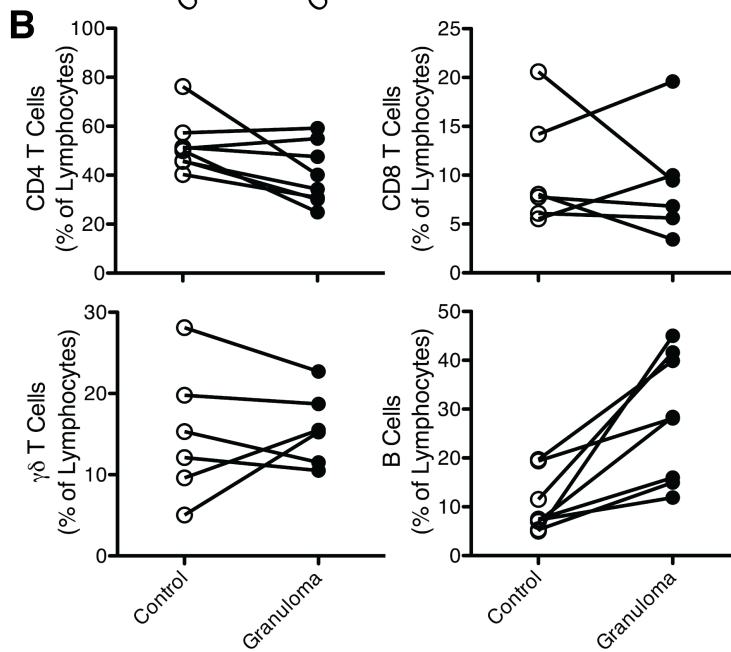 B
CD4 T Cells
(% of Lymphocytes)
100
80
60
40
20
0
CD8 T Cells
(% of Lymphocytes)
25
20
15
10
5
0
γδ T Cells
(% of Lymphocytes)
30
20
10
0
Control
Granuloma
B Cells
(% of Lymphocytes)
50
40
30
20
10
0
Control
Granuloma